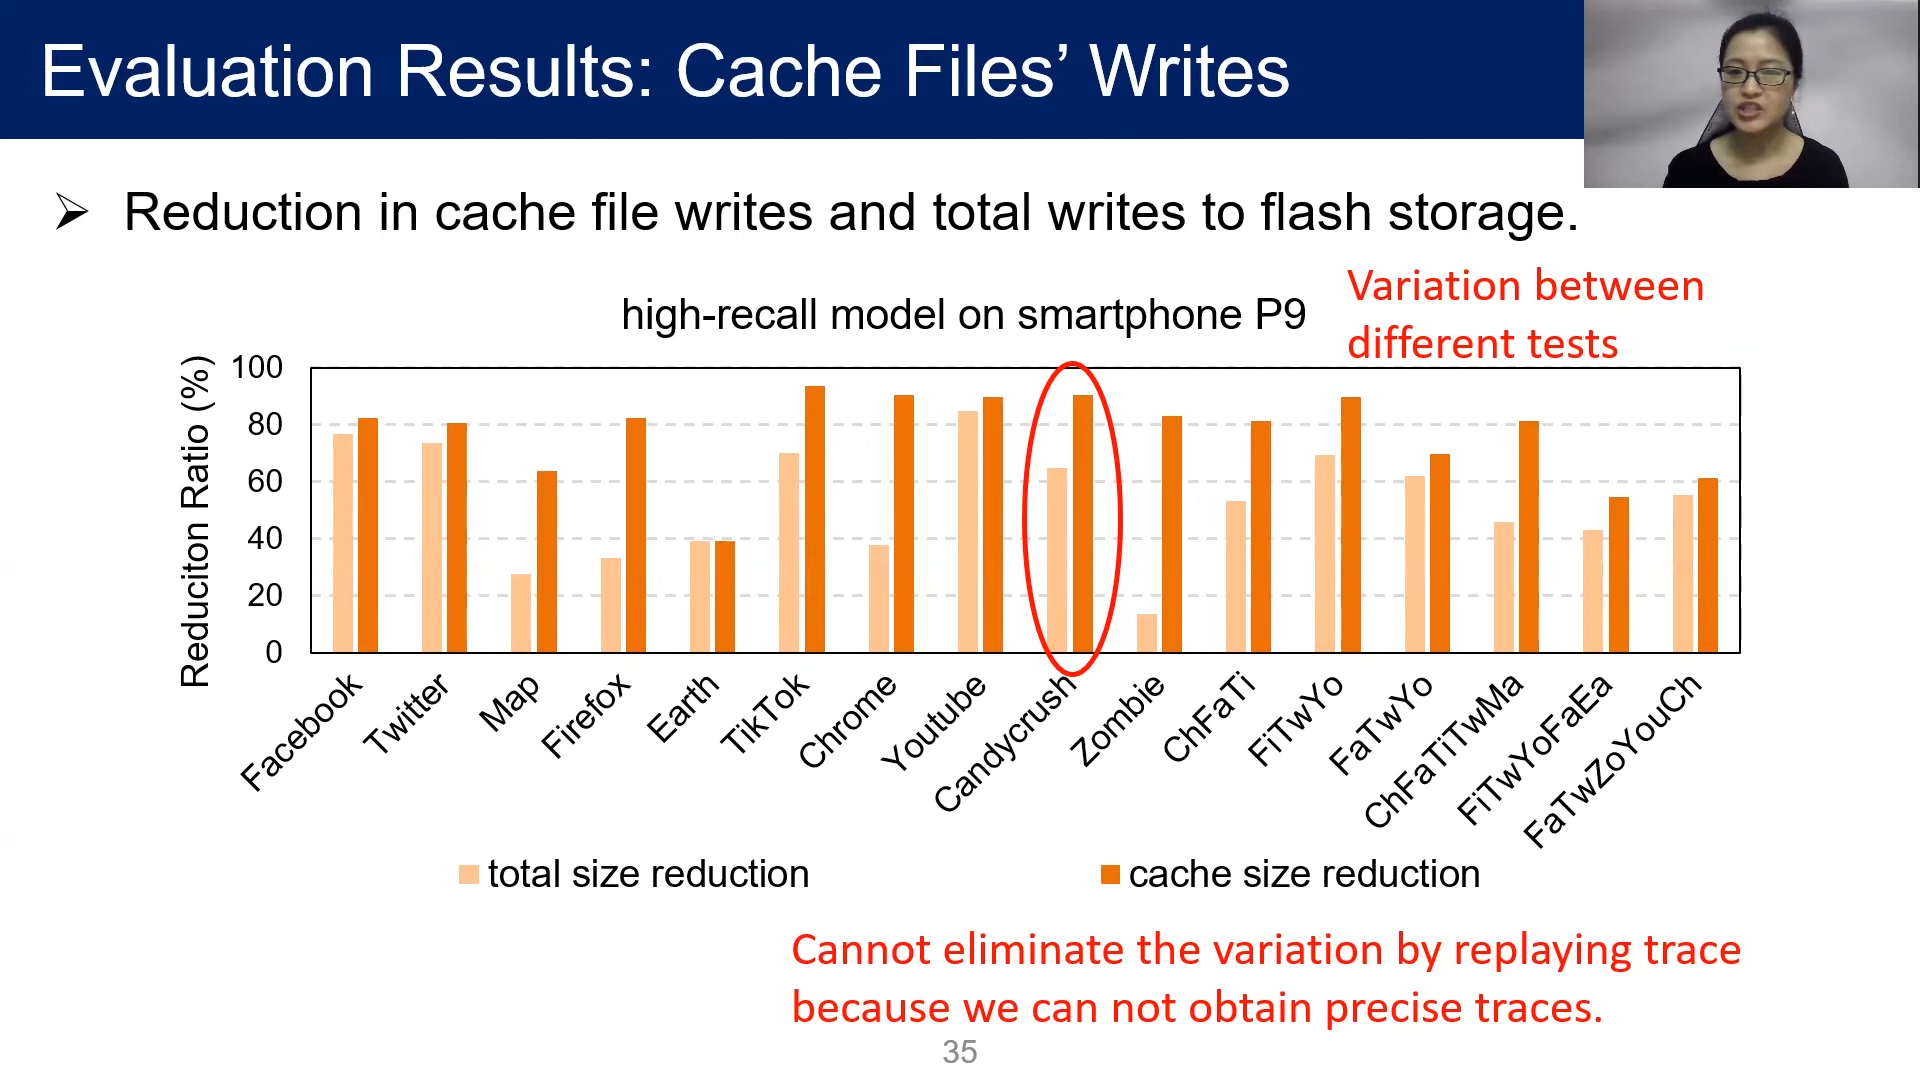 Evaluation Results: Cache Files’ Writes
➢ Reduction in cache file writes and total writes to flash storage.
Variation between
different tests
high-recall model on smartphone P9
Reduciton Ratio (%)
100
80
60
40
20
0
Facebook
Twitter
Map
Firefox
Earth
TikTok
Chrome
Youtube
Candycrush
Zombie
ChFaTi
FiTwYo
FaTwYo
ChFaTiTwMa
FiTwYoFaEa
FaTwZoYouCh
total size reduction
cache size reduction
Cannot eliminate the variation by replaying trace
because we can not obtain precise traces.
35